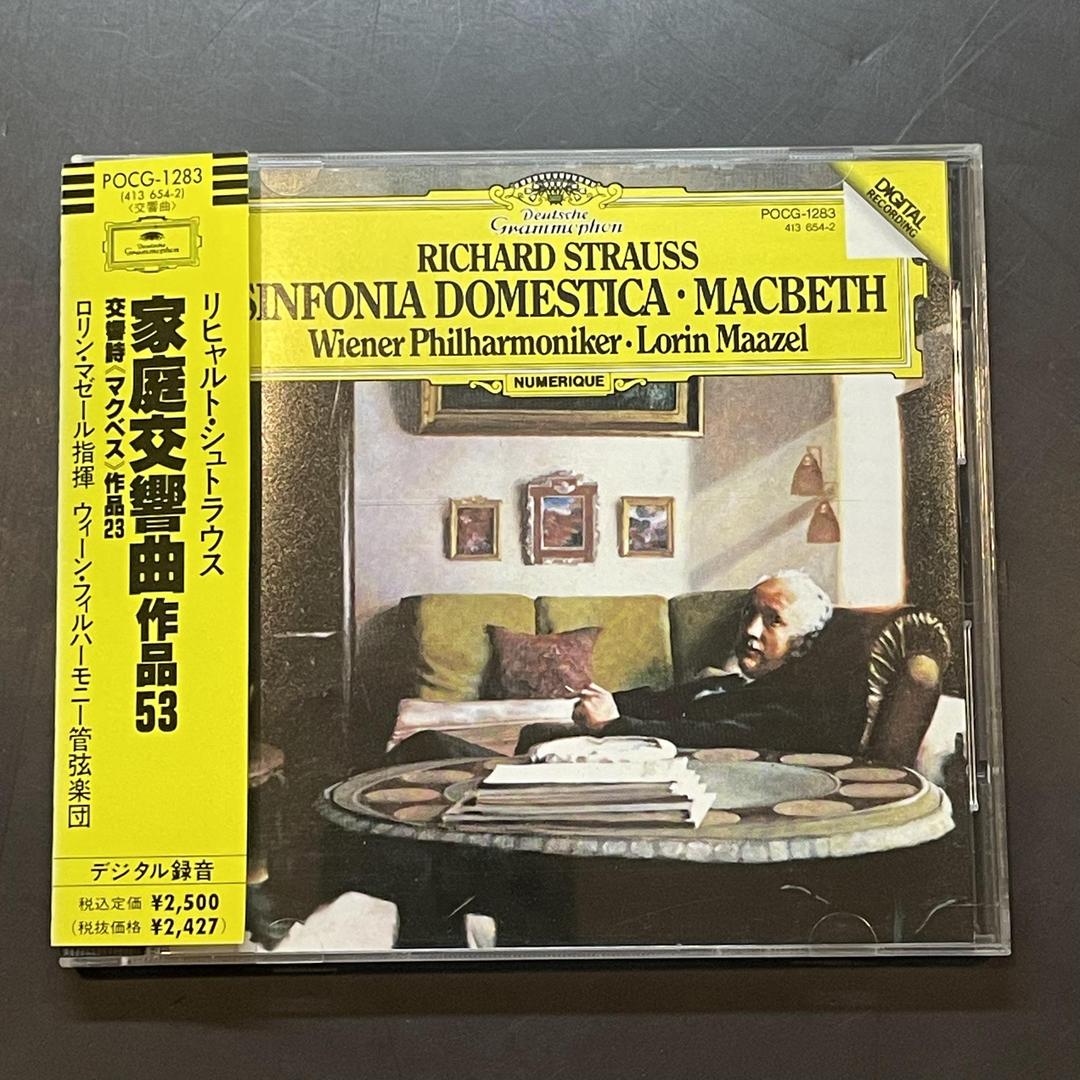 POCG-1283
(413 654-2)
〈交響曲〉
Deutsche
Grammophon
リヒャルト・シュトラウス
家庭交響曲 作品53
交響詩〈マクベス〉作品23
ロリン・マゼール指揮 ウィーン・フィルハーモニー管弦楽団
デジタル録音
税込定価 ¥2,500
(税抜価格 ¥2,427)
Deutsche
Grammophon
POCG-1283
413 654-2
DIGITAL
RECORDING
RICHARD STRAUSS
SINFONIA DOMESTICA · MACBETH
Wiener Philharmoniker · Lorin Maazel
NUMERIQUE